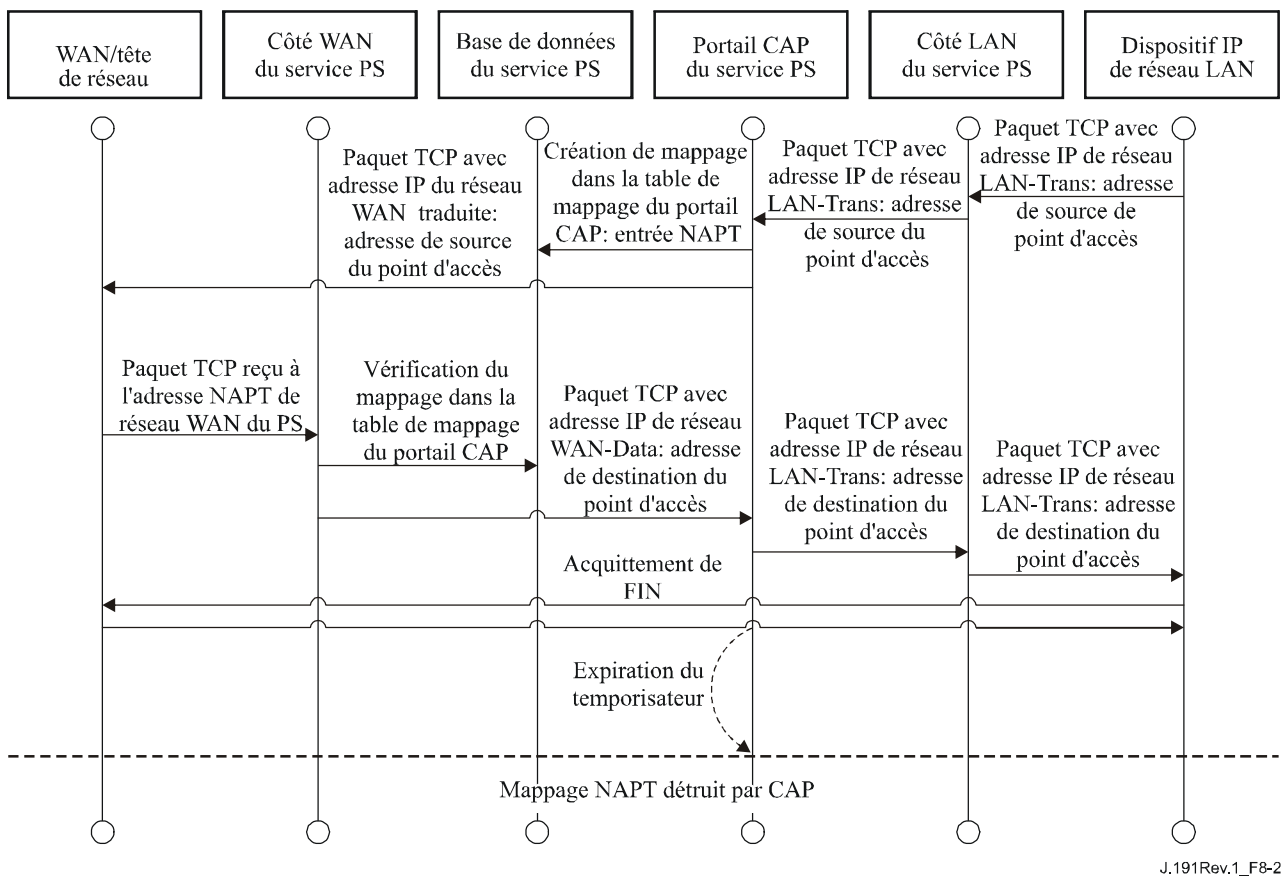 WAN/tête
de réseau
Côté WAN
du service PS
Base de données
du service PS
Portail CAP
du service PS
Côté LAN
du service PS
Dispositif IP
de réseau LAN
Paquet TCP avec
adresse IP de réseau
LAN-Trans: adresse
de source de
point d'accès
Paquet TCP avec
adresse IP de réseau
LAN-Trans: adresse
de source du
point d'accès
Création de mappage
dans la table de
mappage du portail
CAP: entrée NAPT
Paquet TCP avec
adresse IP du réseau
WAN traduite:
adresse de source
du point d'accès
Paquet TCP reçu à
l'adresse NAPT de
réseau WAN du PS
Vérification du
mappage dans la
table de mappage
du portail CAP
Paquet TCP avec
adresse IP de réseau
WAN-Data: adresse
de destination du
point d'accès
Paquet TCP avec
adresse IP de réseau
LAN-Trans: adresse
de destination du
point d'accès
Paquet TCP avec
adresse IP de réseau
LAN-Trans: adresse
de destination du
point d'accès
Acquittement de
FIN
Expiration du
temporisateur
Mappage NAPT détruit par CAP
J.191Rev.1_F8-2